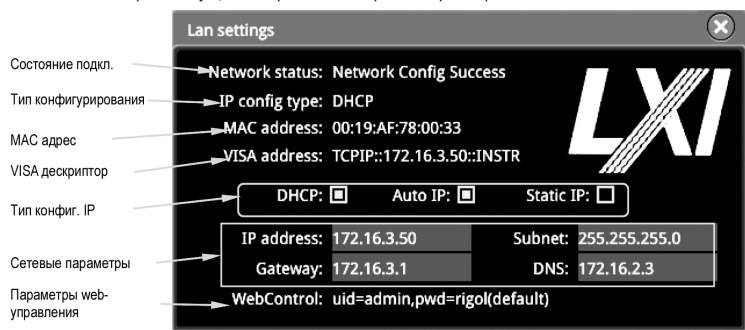 Lan settings
Состояние подкл.
Network status: Network Config Success
Тип конфигурирования
IP config type: DHCP
MAC адрес
MAC address: 00:19:AF:78:00:33
VISA дескриптор
VISA address: TCPIP::172.16.3.50::INSTR
LXI
Тип конфиг. IP
DHCP: Auto IP: Static IP:
Сетевые параметры
IP address: 172.16.3.50 Subnet: 255.255.255.0
Gateway: 172.16.3.1 DNS: 172.16.2.3
Параметры web-
управления
WebControl: uid=admin,pwd=rigol(default)